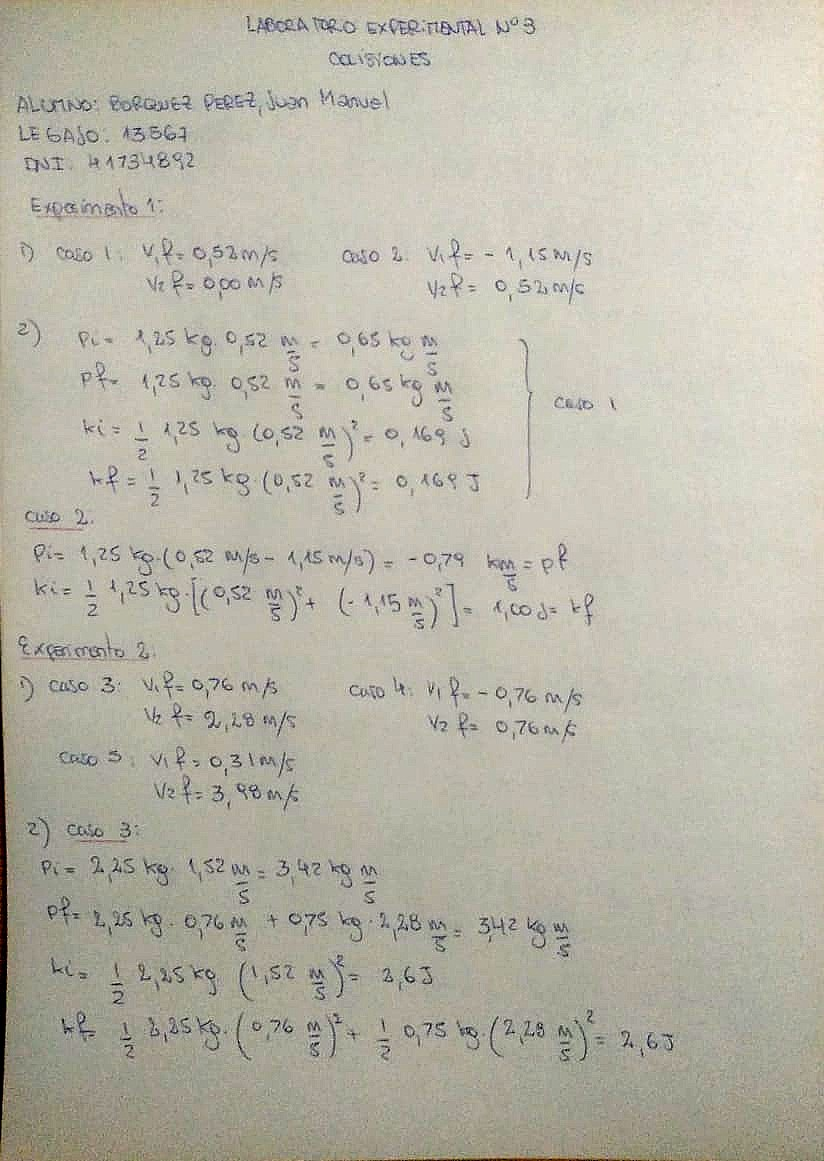 LABORATORIO EXPERIMENTAL N°3
COLISIONES
ALUMNO: BORQUEZ PEREZ, Juan Manuel
LEGAJO: 13567
DNI: 41734892
Experimento 1:
1) caso 1: V1f = 0,52 m/s caso 2: V1f = - 1,15 m/s
V2f = 0,00 m/s V2f = 0,52 m/s
2) Pi = 1,25 kg. 0,52 m/s = 0,65 kg m/s
Pf = 1,25 kg. 0,52 m/s = 0,65 kg m/s
caso 1
ki = 1/2 1,25 kg.(0,52 m/s)² = 0,169 J
kf = 1/2 1,25 kg.(0,52 m/s)² = 0,169 J
caso 2.
Pi = 1,25 kg.(0,52 m/s - 1,15 m/s) = -0,79 km/s = pf
ki = 1/2 1,25 kg.[(0,52 m/s)² + (-1,15 m/s)²] = 1,00 J = kf
Experimento 2.
1) caso 3: V1f = 0,76 m/s caso 4: V1f = - 0,76 m/s
V2f = 2,28 m/s V2f = 0,76 m/s
caso 5: V1f = 0,31 m/s
V2f = 3,98 m/s
2) caso 3:
Pi = 2,25 kg. 1,52 m/s = 3,42 kg m/s
Pf = 2,25 kg. 0,76 m/s + 0,75 kg. 2,28 m/s = 3,42 kg m/s
ki = 1/2 2,25 kg (1,52 m/s)² = 2,6 J
kf = 1/2 2,25 kg.(0,76 m/s)² + 1/2 0,75 kg.(2,28 m/s)² = 2,6 J